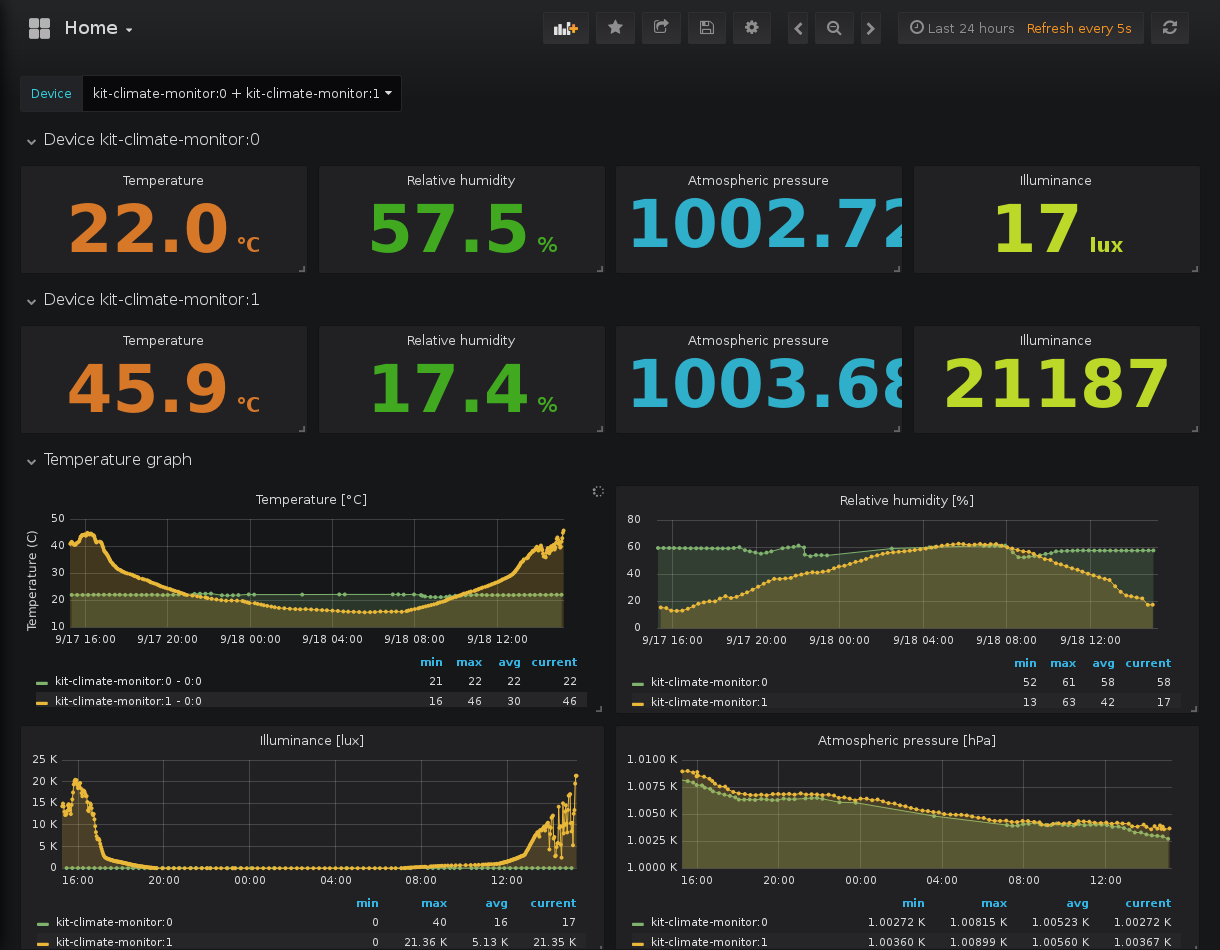 Home
Last 24 hours Refresh every 5s
Device kit-climate-monitor:0 + kit-climate-monitor:1
Device kit-climate-monitor:0
Temperature Relative humidity Atmospheric pressure Illuminance
22.0 °C 57.5 % 1002.72 17 lux
Device kit-climate-monitor:1
Temperature Relative humidity Atmospheric pressure Illuminance
45.9 °C 17.4 % 1003.68 21187
Temperature graph
Temperature [°C]
Temperature (C)
50
40
30
20
10
9/17 16:00 9/17 20:00 9/18 00:00 9/18 04:00 9/18 08:00 9/18 12:00
min max avg current
kit-climate-monitor:0 - 0:0 21 22 22 22
kit-climate-monitor:1 - 0:0 16 46 30 46
Relative humidity [%]
80
60
40
20
0
9/17 16:00 9/17 20:00 9/18 00:00 9/18 04:00 9/18 08:00 9/18 12:00
min max avg current
kit-climate-monitor:0 52 61 58 58
kit-climate-monitor:1 13 63 42 17
Illuminance [lux]
25 K
20 K
15 K
10 K
5 K
0
16:00 20:00 00:00 04:00 08:00 12:00
min max avg current
kit-climate-monitor:0 0 40 16 17
kit-climate-monitor:1 0 21.36 K 5.13 K 21.35 K
Atmospheric pressure [hPa]
1.0100 K
1.0075 K
1.0050 K
1.0025 K
1.0000 K
16:00 20:00 00:00 04:00 08:00 12:00
min max avg current
kit-climate-monitor:0 1.00272 K 1.00815 K 1.00523 K 1.00272 K
kit-climate-monitor:1 1.00360 K 1.00899 K 1.00560 K 1.00367 K